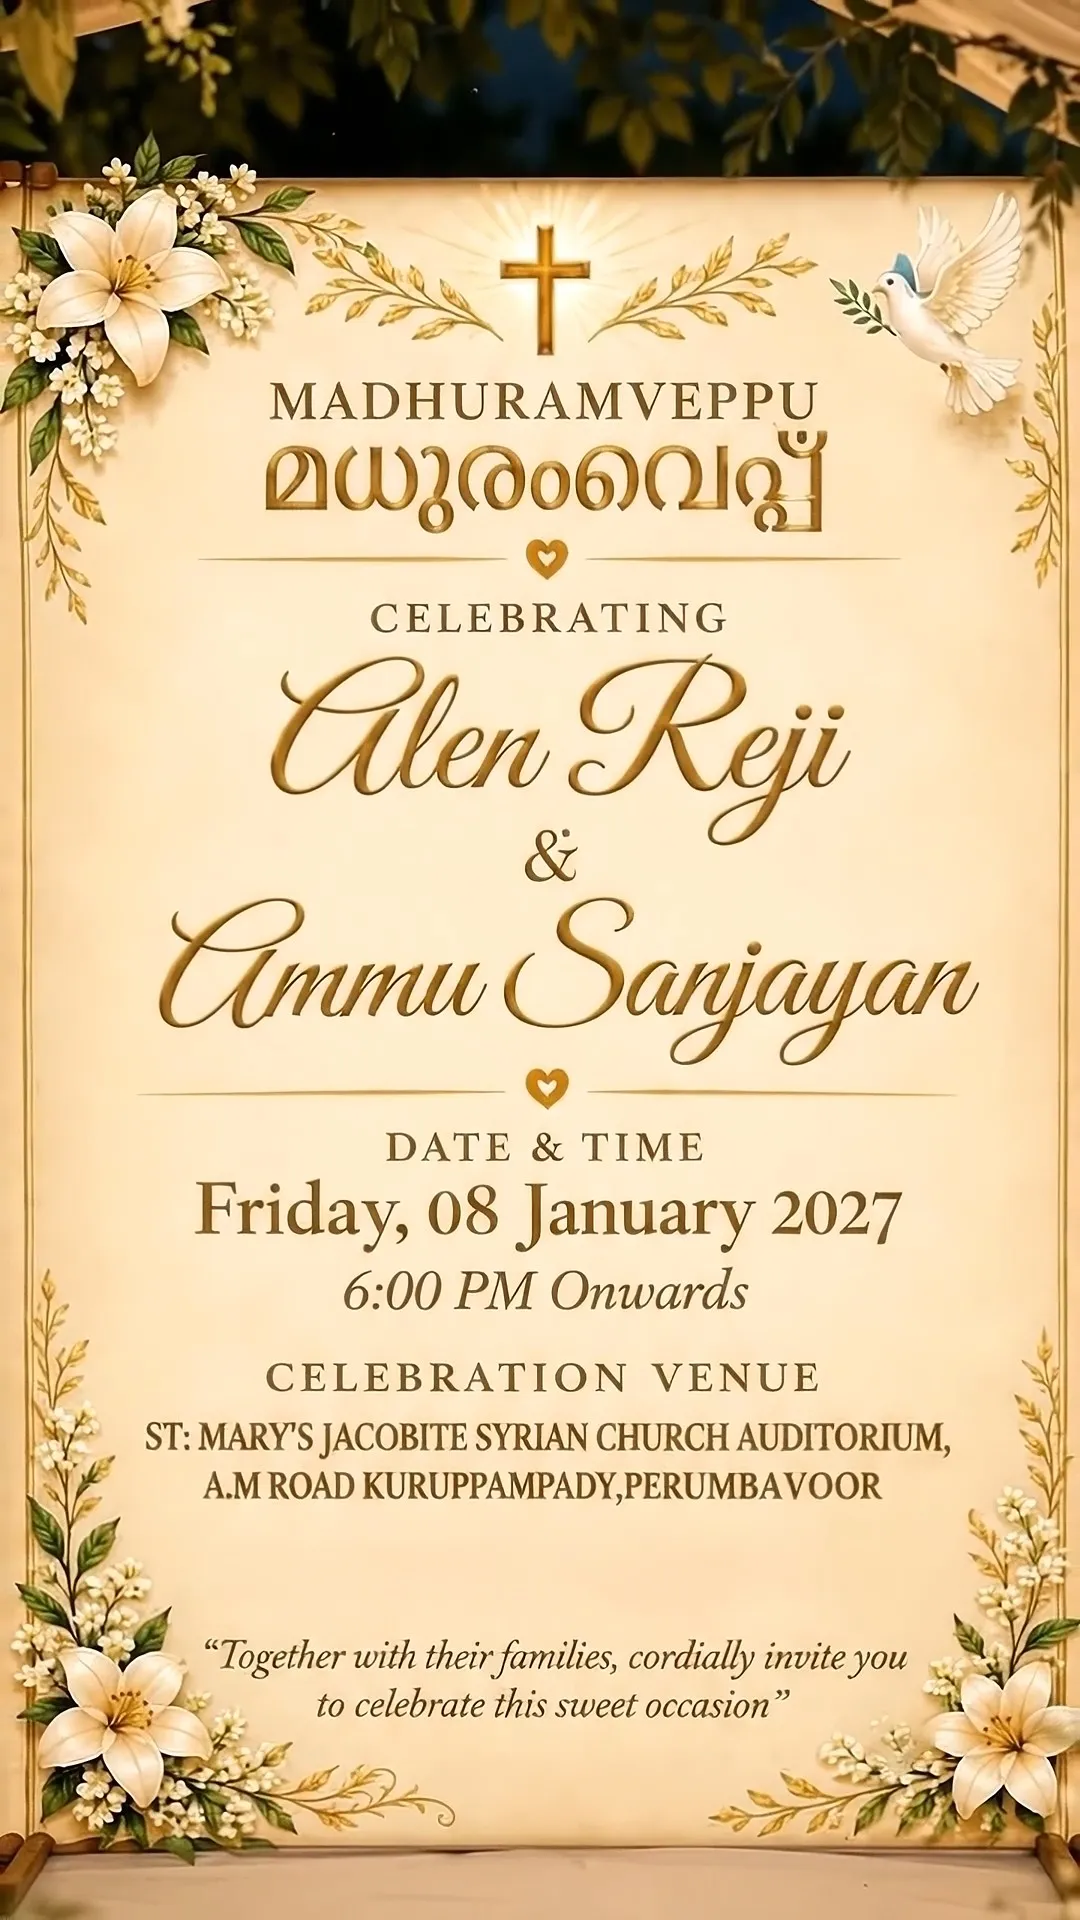 MADHURAMVEPPU
മധുരംവെപ്പ്
CELEBRATING
Alen Reji
&
Ammu Sanjayan
DATE & TIME
Friday, 08 January 2027
6:00 PM Onwards
CELEBRATION VENUE
ST: MARY'S JACOBITE SYRIAN CHURCH AUDITORIUM,
A.M ROAD KURUPPAMPADY,PERUMBAVOOR
“Together with their families, cordially invite you
to celebrate this sweet occasion”